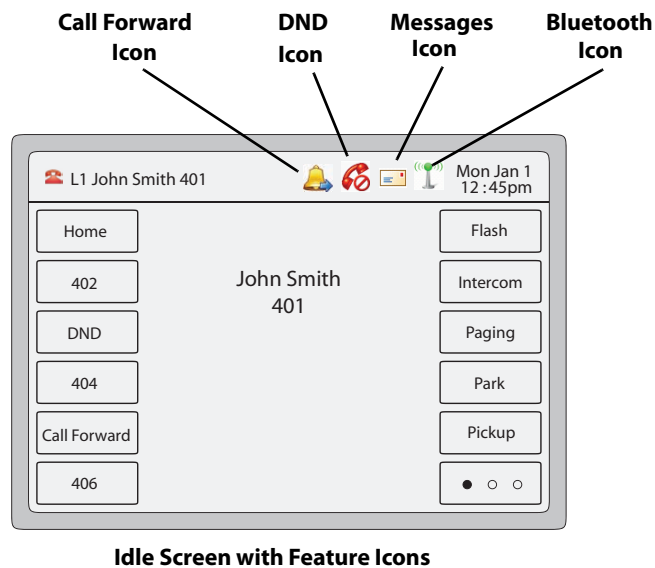 Call Forward Icon
DND Icon
Messages Icon
Bluetooth Icon
L1 John Smith 401
Mon Jan 1
12 :45pm
Home
Flash
402
John Smith
401
Intercom
DND
Paging
404
Park
Call Forward
Pickup
406
Idle Screen with Feature Icons